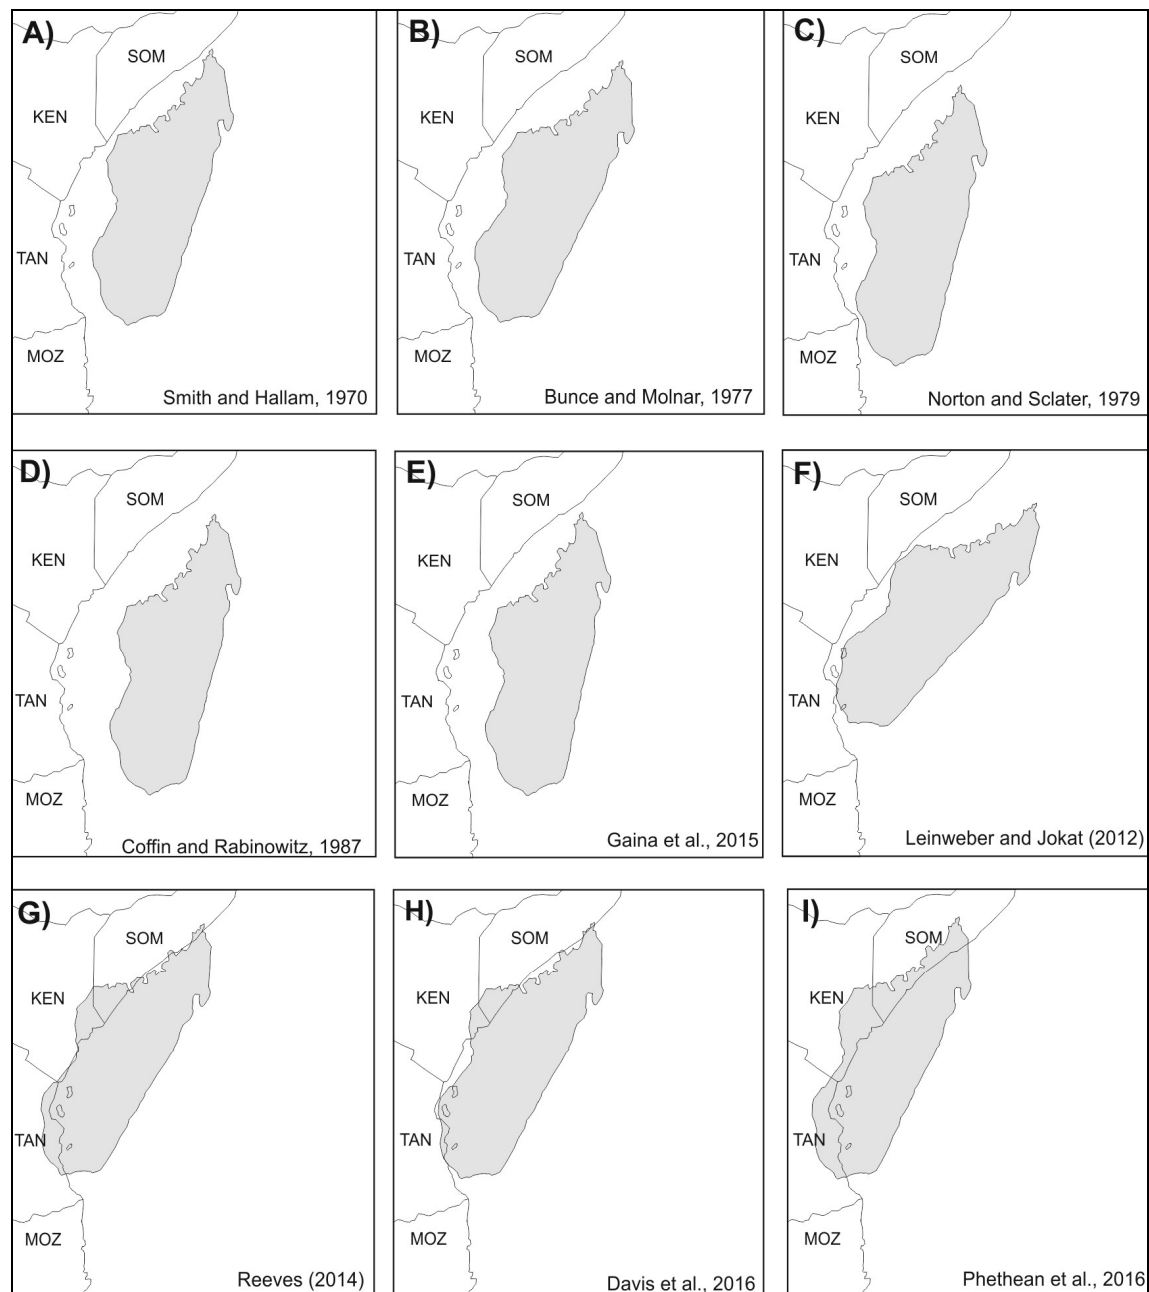 A)
SOM
KEN
TAN
MOZ
Smith and Hallam, 1970
B)
SOM
KEN
TAN
MOZ
Bunce and Molnar, 1977
C)
SOM
KEN
TAN
MOZ
Norton and Sclater, 1979
D)
SOM
KEN
TAN
MOZ
Coffin and Rabinowitz, 1987
E)
SOM
KEN
TAN
MOZ
Gaina et al., 2015
F)
SOM
KEN
TAN
MOZ
Leinweber and Jokat (2012)
G)
SOM
KEN
TAN
MOZ
Reeves (2014)
H)
SOM
KEN
TAN
MOZ
Davis et al., 2016
I)
SOM
KEN
TAN
MOZ
Phethean et al., 2016